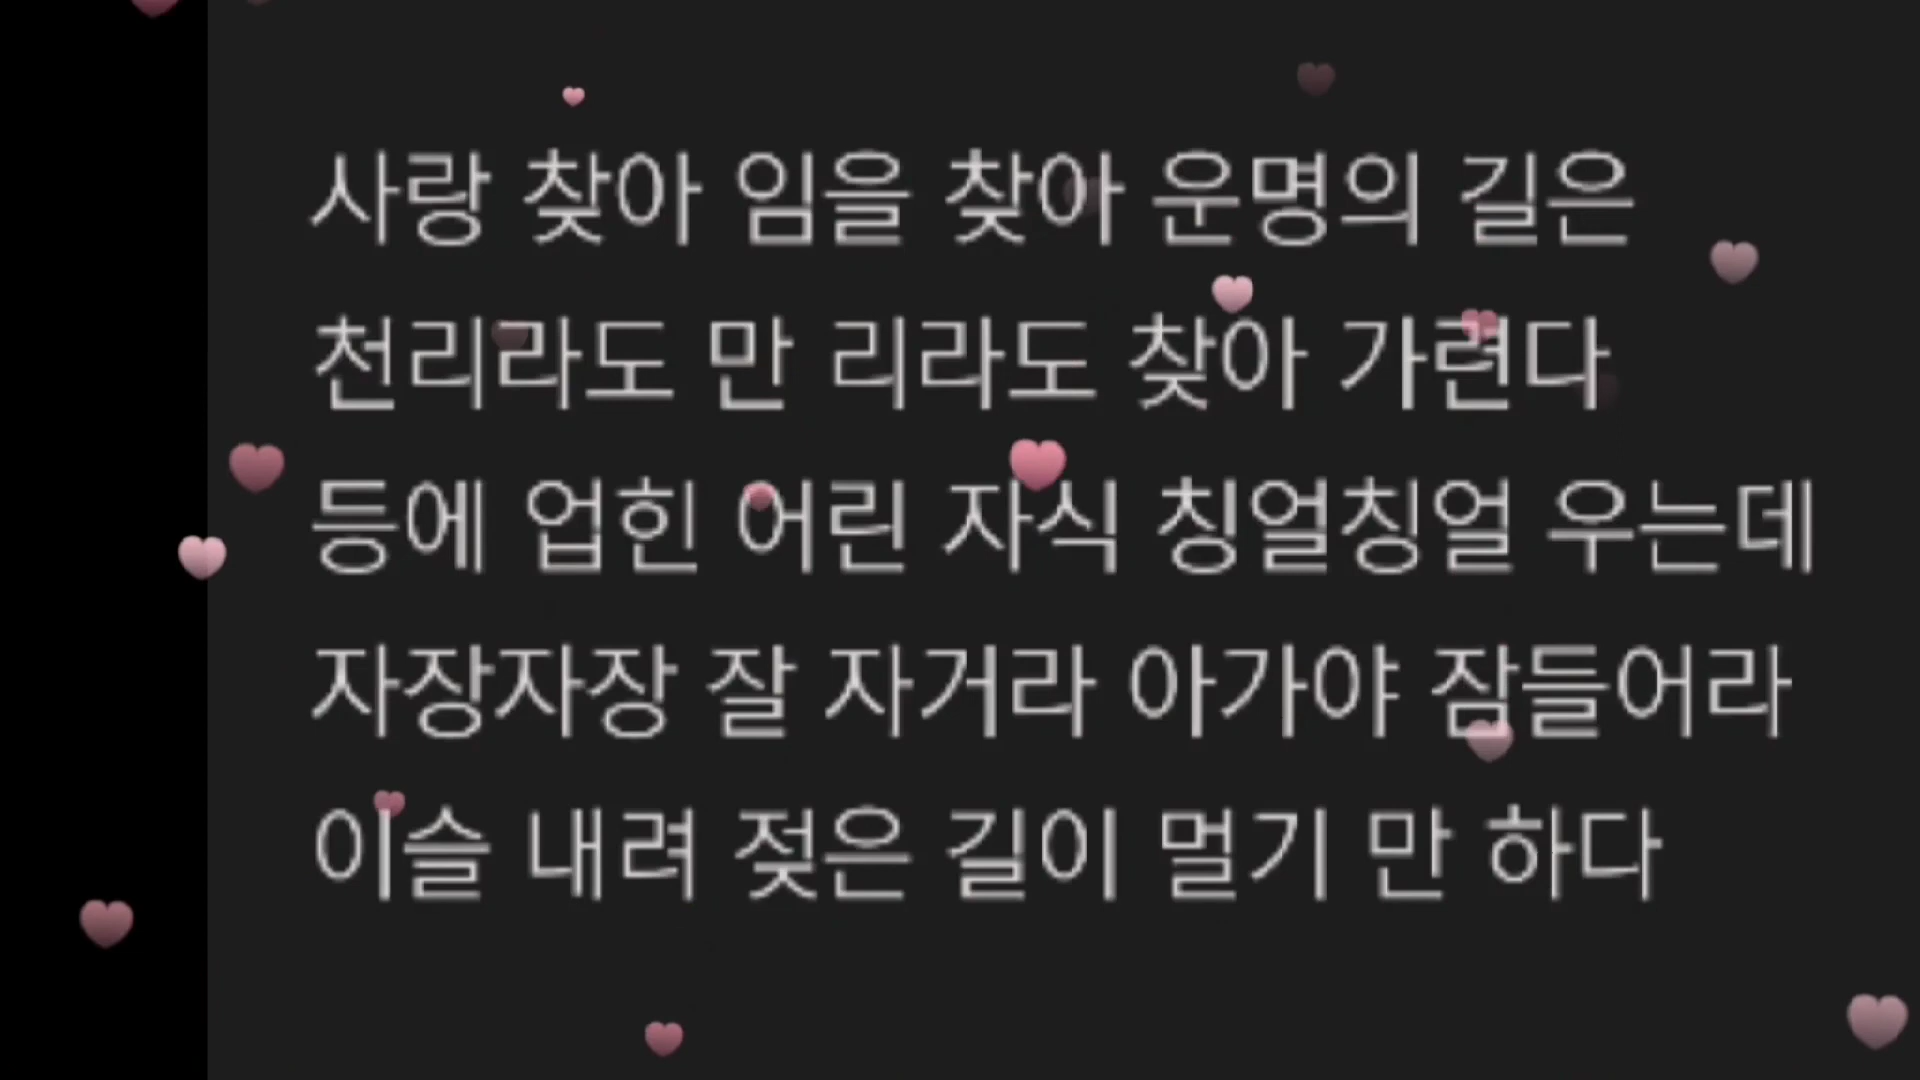 사랑 찾아 임을 찾아 운명의 길은
천리라도 만 리라도 찾아 가련다
등에 업힌 어린 자식 칭얼칭얼 우는데
자장자장 잘 자거라 아가야 잠들어라
이슬 내려 젖은 길이 멀기 만 하다